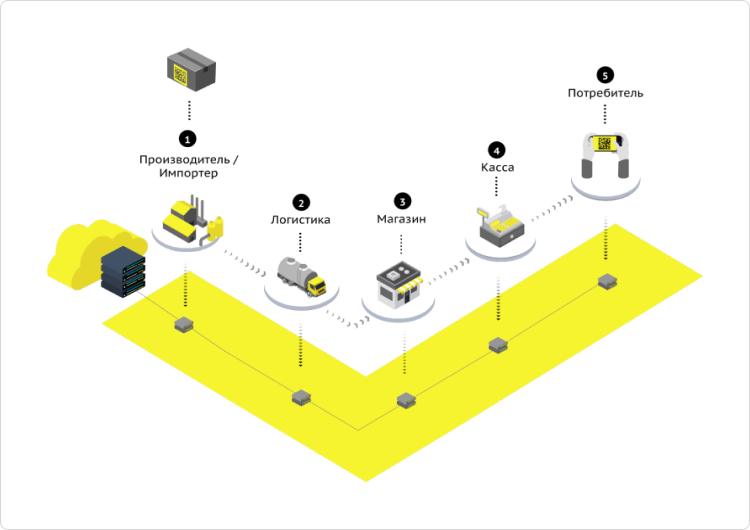 1
Производитель /
Импортер
2
Логистика
3
Магазин
4
Касса
5
Потребитель